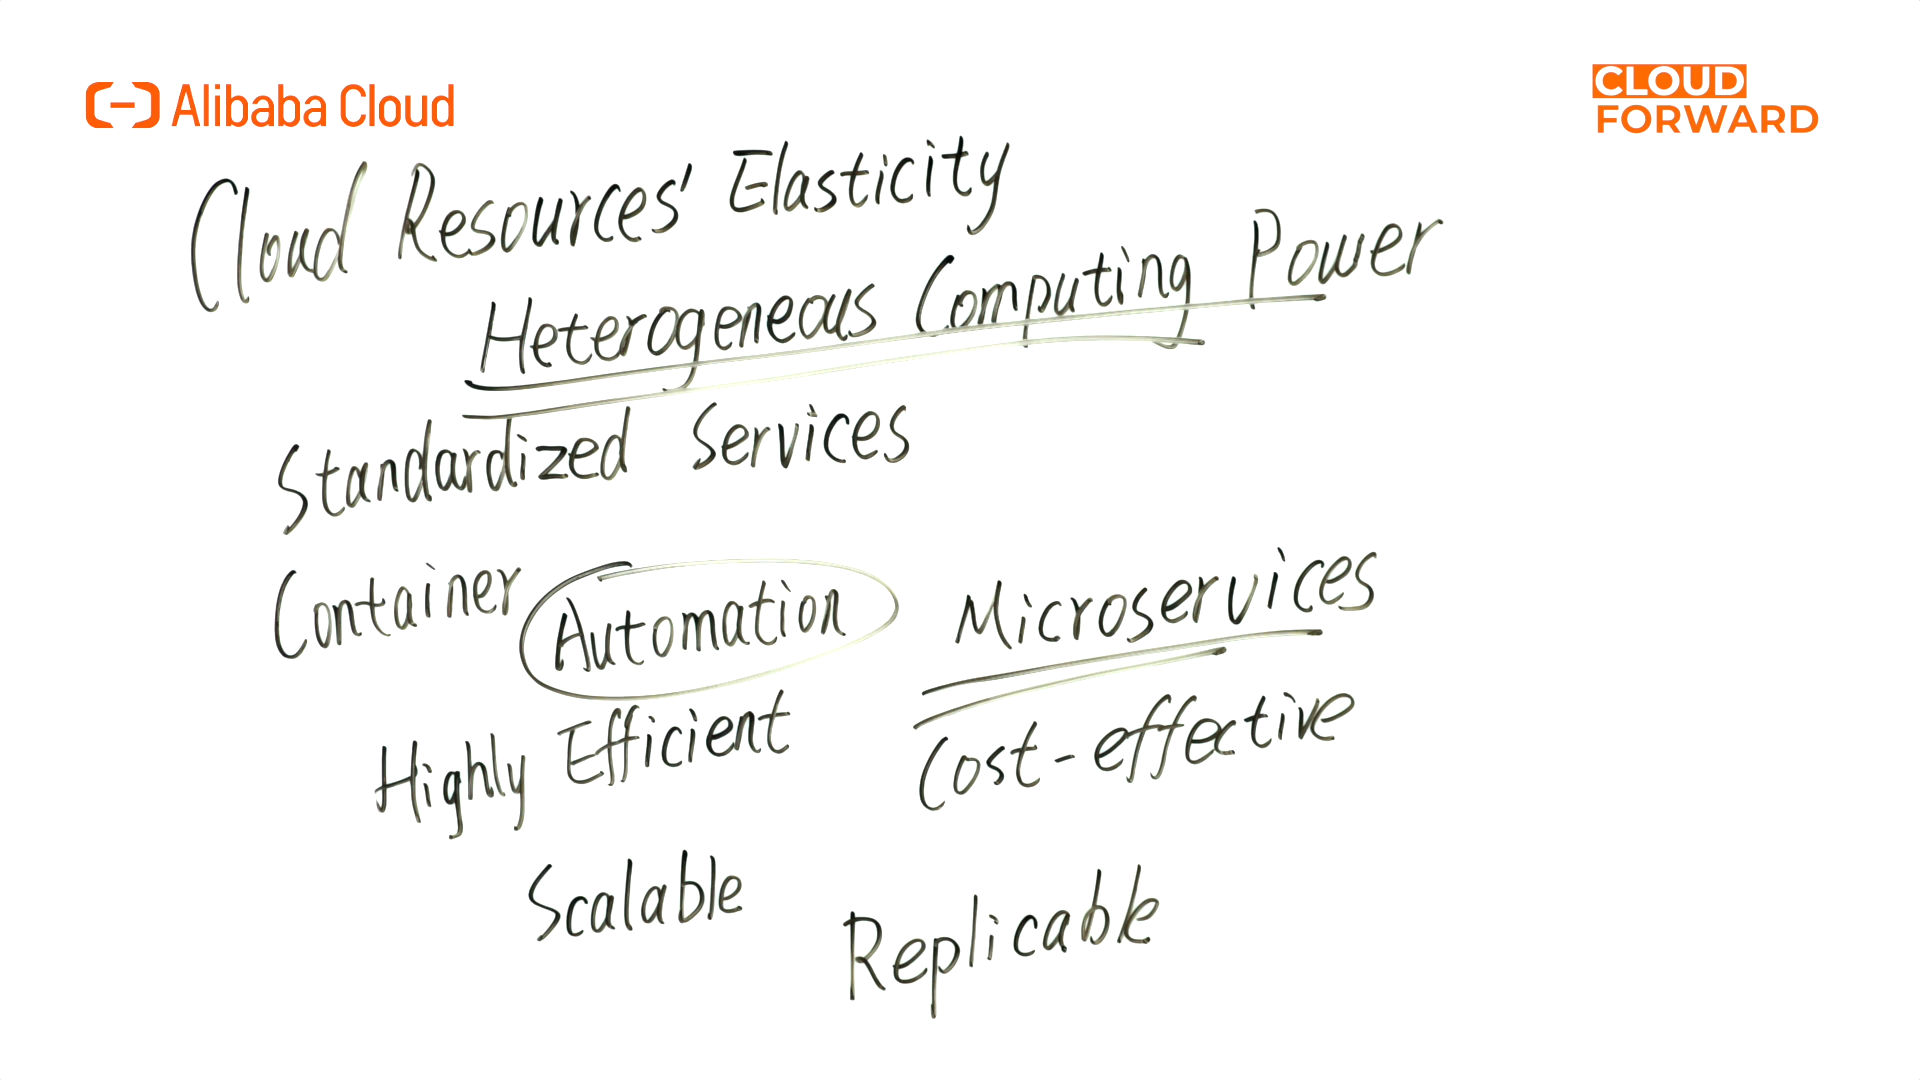 Alibaba Cloud
CLOUD
FORWARD
Cloud Resources' Elasticity
Heterogeneous Computing Power
Standardized Services
Container Automation Microservices
Highly Efficient Cost-effective
Scalable Replicable